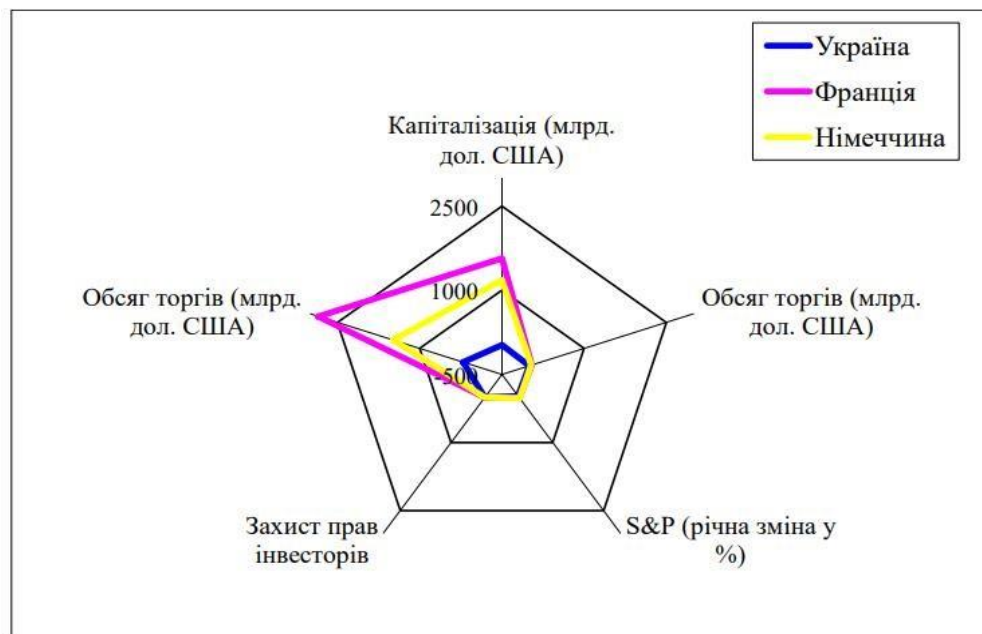 Україна
Франція
Німеччина
Капіталізація (млрд.
дол. США)
2500
1000
-500
Обсяг торгів (млрд.
дол. США)
Обсяг торгів (млрд.
дол. США)
Захист прав
інвесторів
S&P (річна зміна у
%)